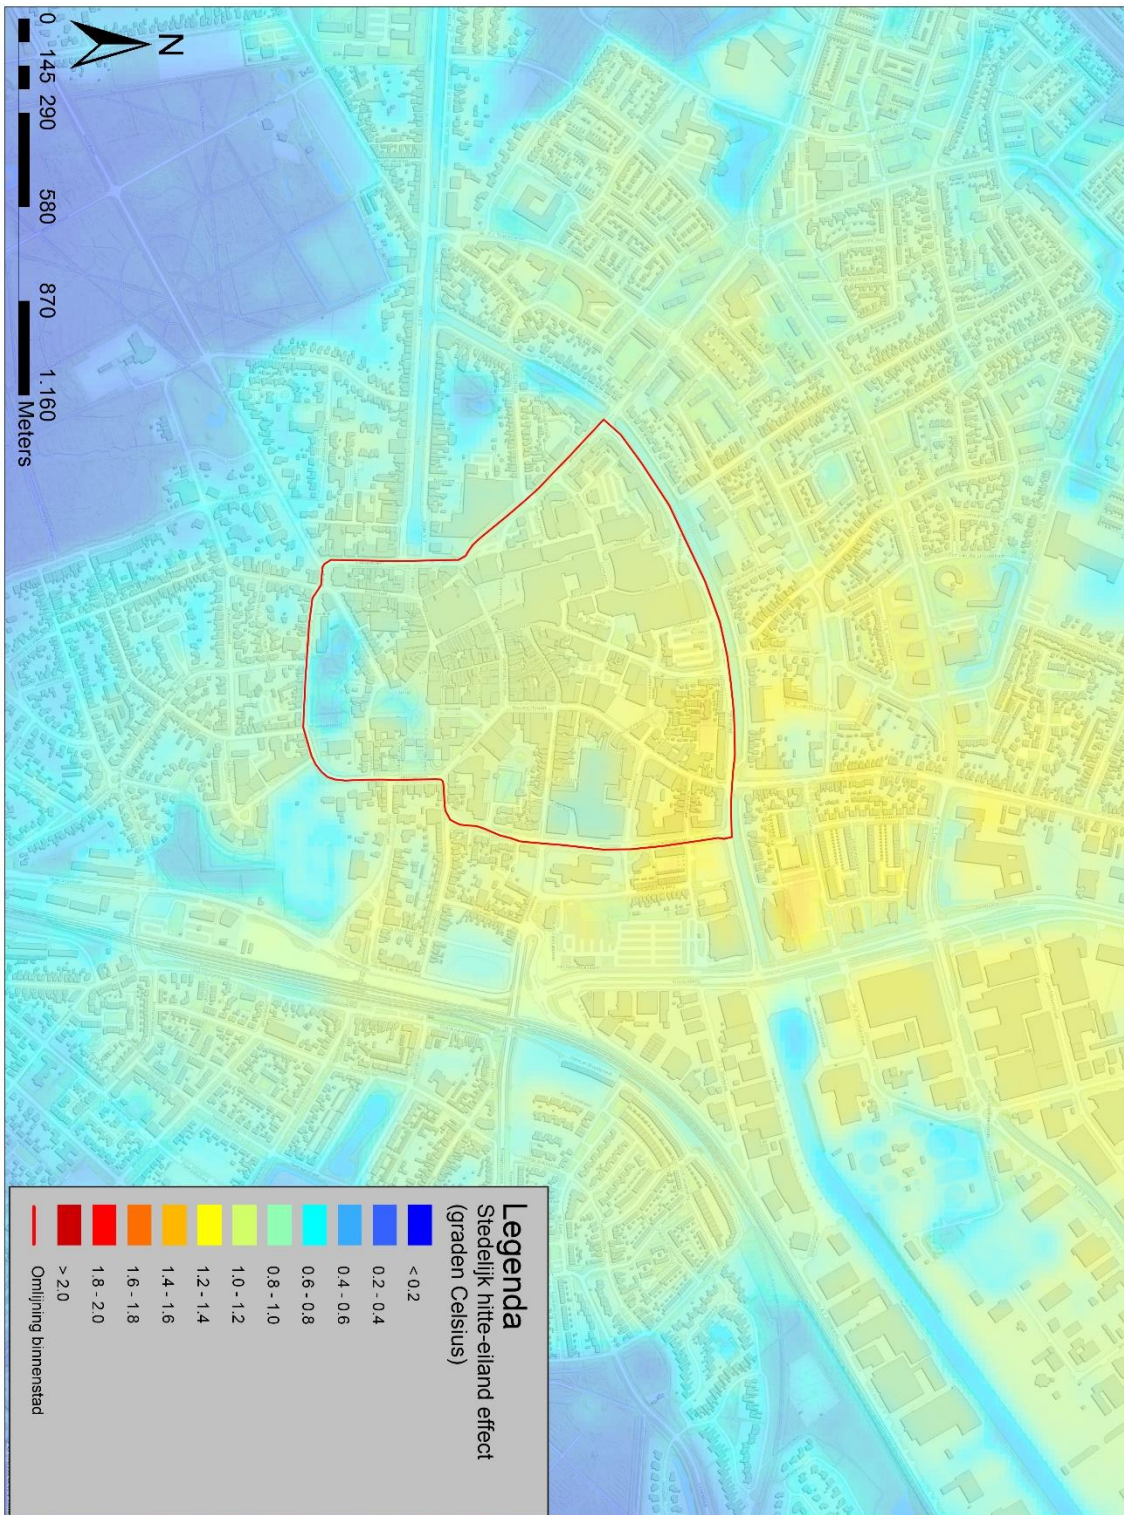 N
0 145 290 580 870 1.160
Meters
Legenda
Stedelijk hitte-eiland effect
(graden Celsius)
< 0.2
0.2 - 0.4
0.4 - 0.6
0.6 - 0.8
0.8 - 1.0
1.0 - 1.2
1.2 - 1.4
1.4 - 1.6
1.6 - 1.8
1.8 - 2.0
> 2.0
Omlijning binnenstad